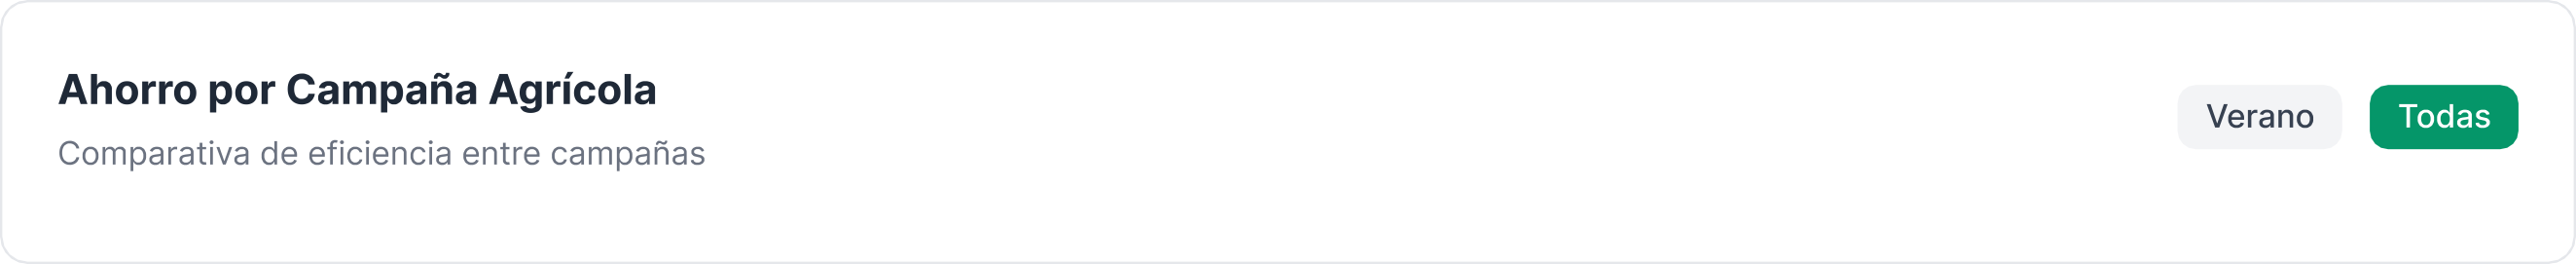 Ahorro por Campaña Agrícola
Comparativa de eficiencia entre campañas
Verano
Todas